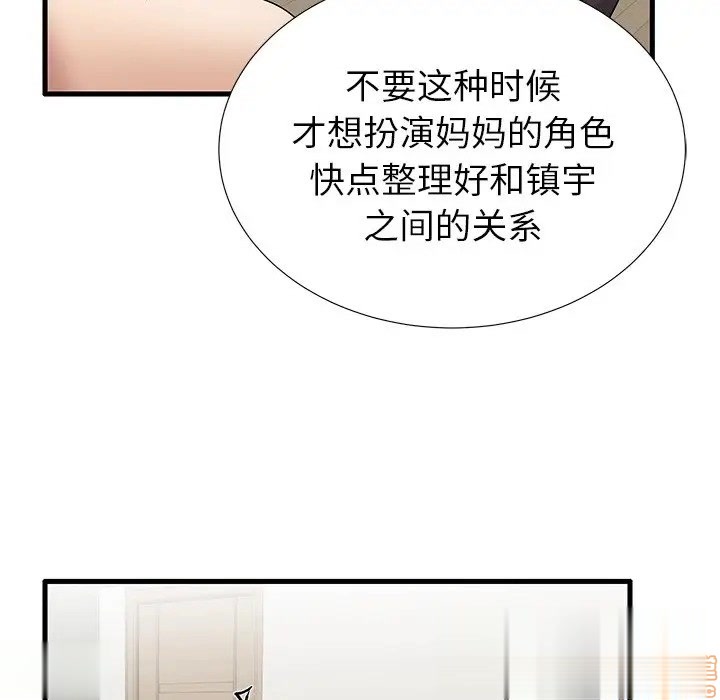 不要这种时候
才想扮演妈妈的角色
快点整理好和镇宇
之间的关系